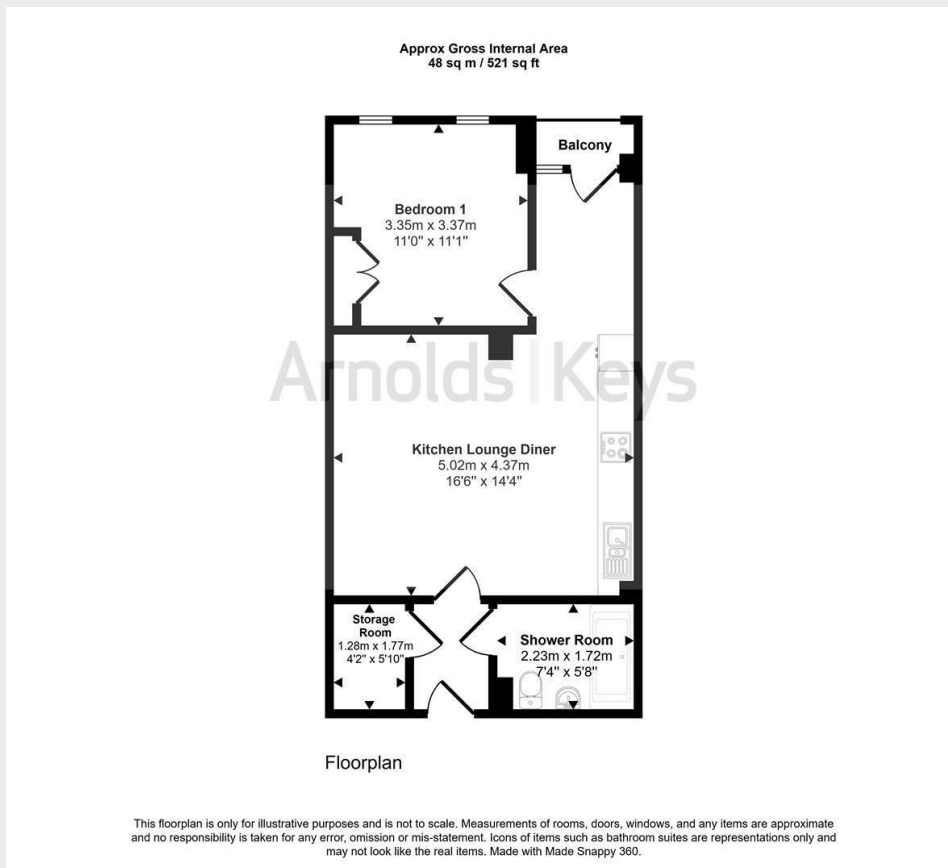 Approx Gross Internal Area
48 sq m / 521 sq ft
Balcony
Bedroom 1
3.35m x 3.37m
11'0" x 11'1"
Arnolds Keys
Kitchen Lounge Diner
5.02m x 4.37m
16'6" x 14'4"
Storage
Room
1.28m x 1.77m
4'2" x 5'10"
Shower Room
2.23m x 1.72m
7'4" x 5'8"
Floorplan
This floorplan is only for illustrative purposes and is not to scale. Measurements of rooms, doors, windows, and any items are approximate
and no responsibility is taken for any error, omission or mis-statement. Icons of items such as bathroom suites are representations only and
may not look like the real items. Made with Made Snappy 360.